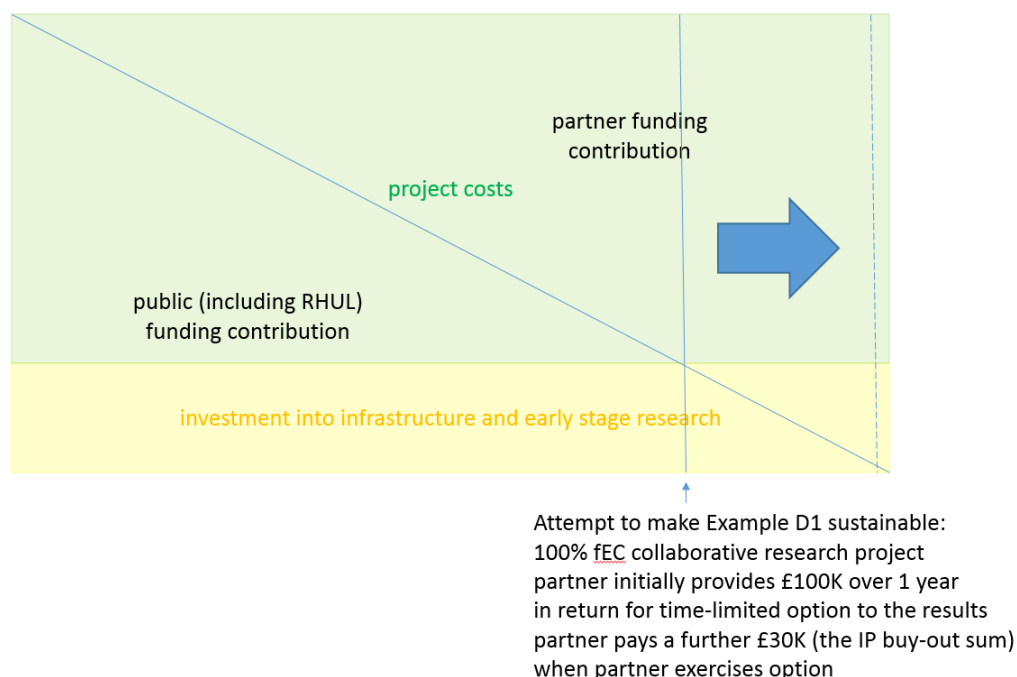 partner funding
contribution
project costs
public (including RHUL)
funding contribution
investment into infrastructure and early stage research
Attempt to make Example D1 sustainable:
100% fEC collaborative research project
partner initially provides £100K over 1 year
in return for time-limited option to the results
partner pays a further £30K (the IP buy-out sum)
when partner exercises option